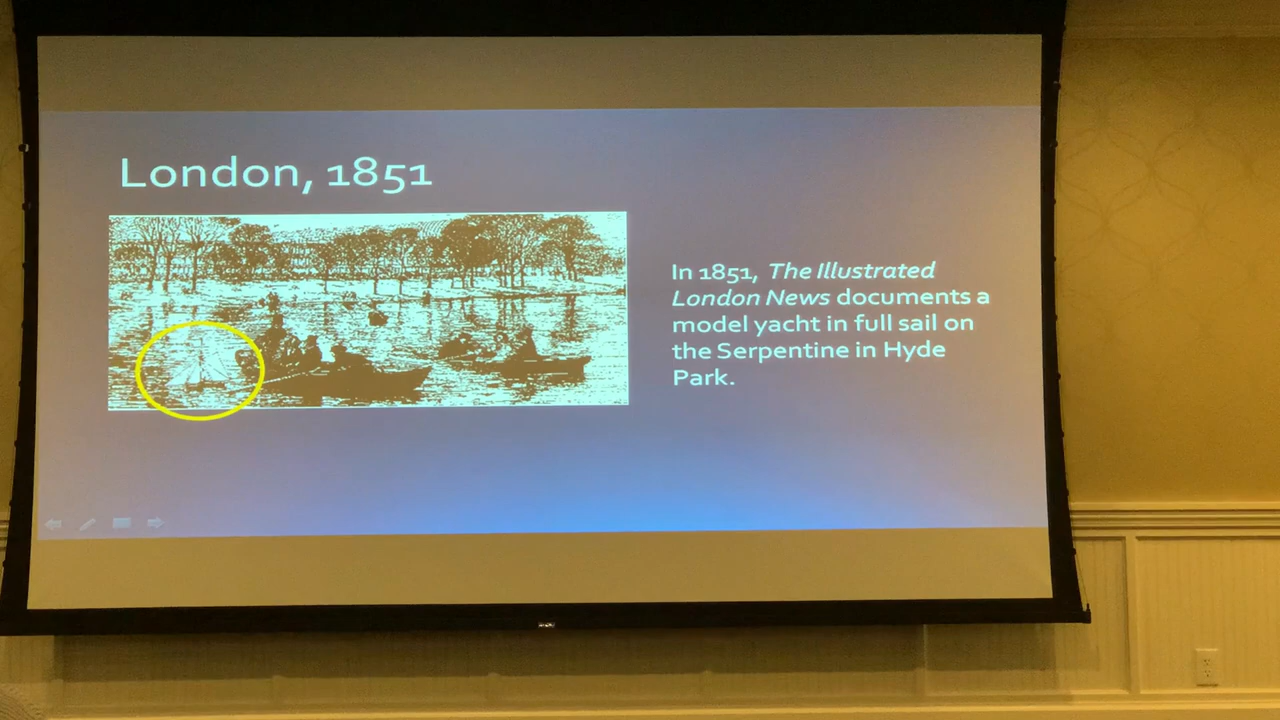 London, 1851
In 1851, The Illustrated
London News documents a
model yacht in full sail on
the Serpentine in Hyde
Park.